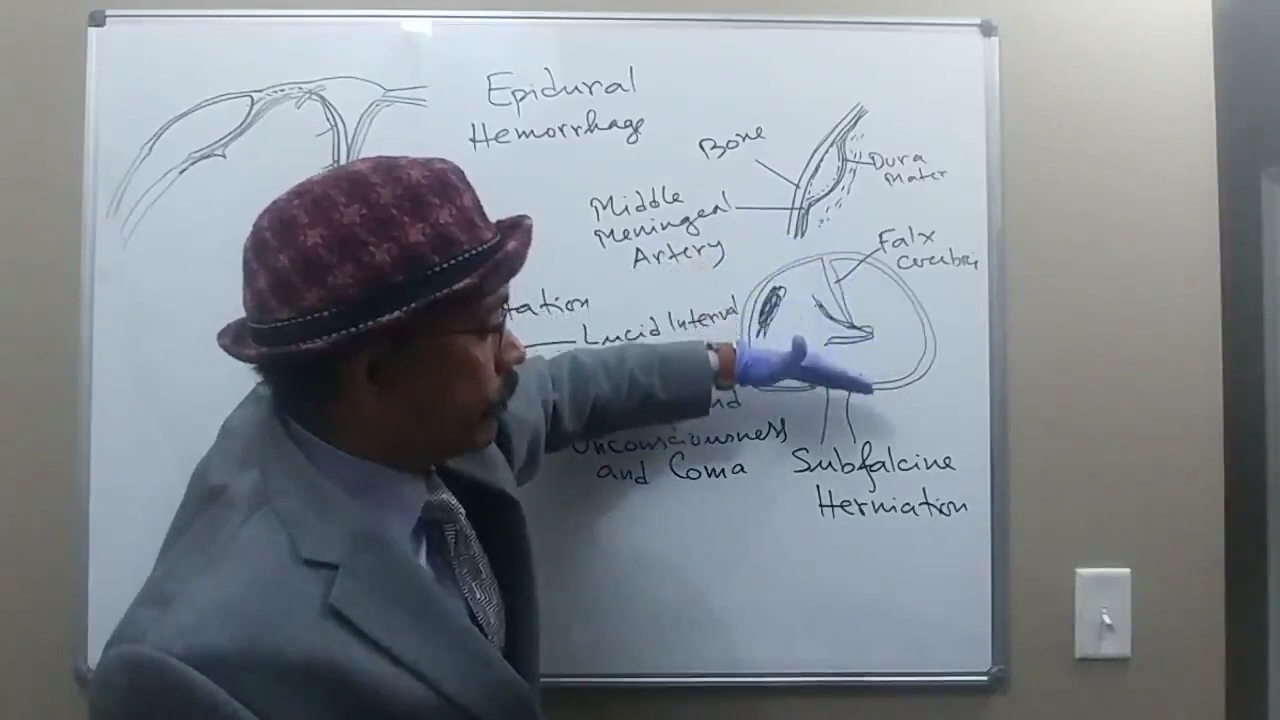 Epidural
Hemorrhage
Bone
Dura
Mater
Middle
Meningeal
Artery
Falx
Cerebri
Lucid Interval
Unconsciousness
and Coma
Subfalcine
Herniation